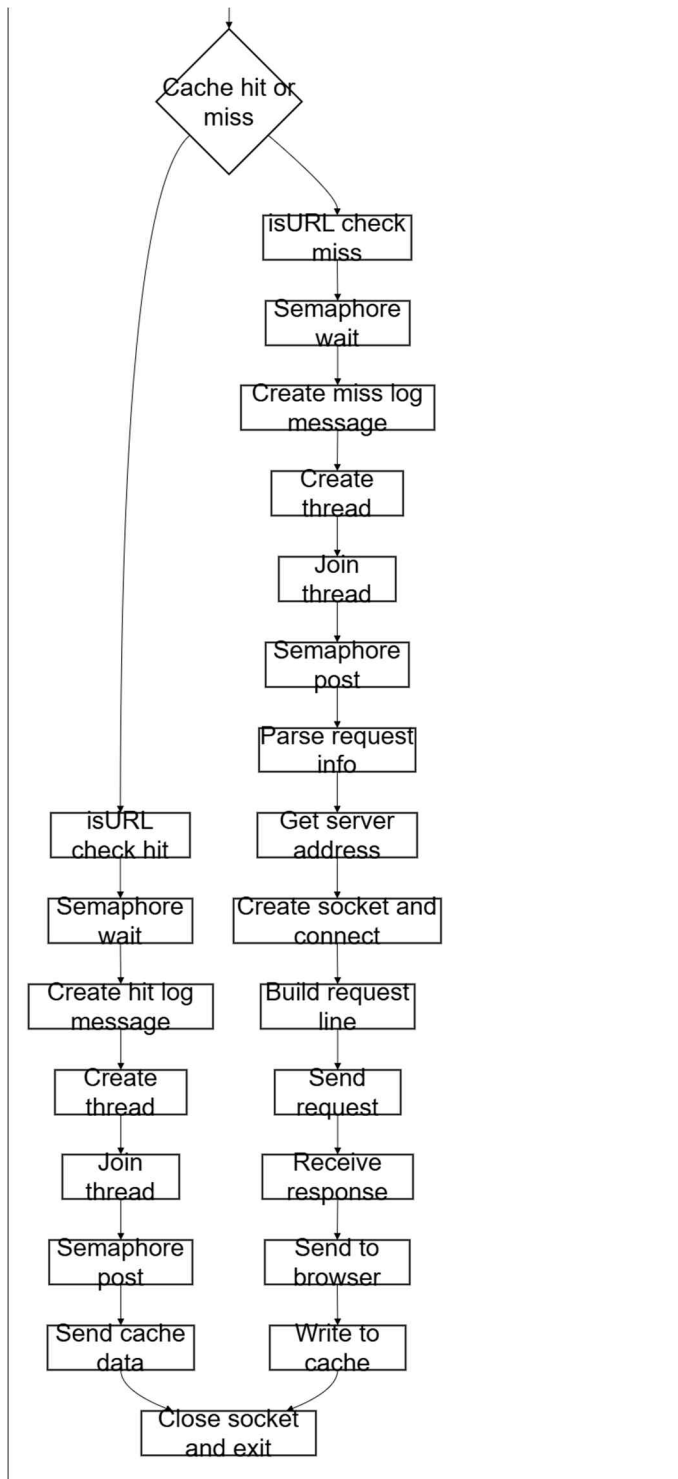 Cache hit or
miss
isURL check
miss
Semaphore
wait
Create miss log
message
Create
thread
Join
thread
Semaphore
post
Parse request
info
isURL
check hit
Get server
address
Semaphore
wait
Create socket and
connect
Create hit log
message
Build request
line
Create
thread
Send
request
Join
thread
Receive
response
Semaphore
post
Send to
browser
Send cache
data
Write to
cache
Close socket
and exit